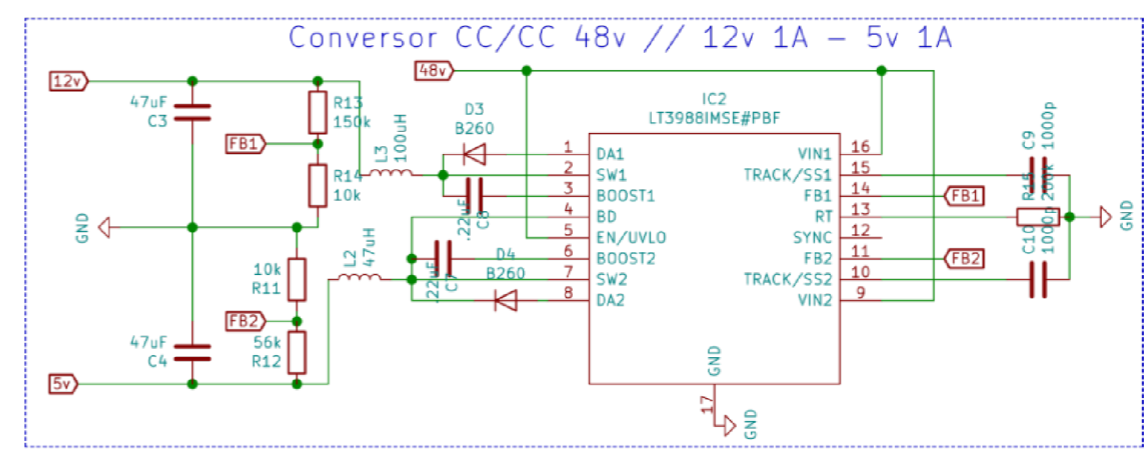 Conversor CC/CC 48v // 12v 1A - 5v 1A
12v
47uF
C3
R13
150k
FB1
R14
10k
GND
10k
R11
FB2
56k
R12
47uF
C4
5v
48v
L3
100uH
D3
B260
.22uF
C8
L2
47uH
.22uF
C7
D4
B260
IC2
LT3988IMSE#PBF
1 DA1
2 SW1
3 BOOST1
4 BD
5 EN/UVLO
6 BOOST2
7 SW2
8 DA2
VIN1 16
TRACK/SS1 15
FB1 14
RT 13
SYNC 12
FB2 11
TRACK/SS2 10
VIN2 9
GND
17
GND
C9
1000p
FB1
R15
200k
C10
1000p
FB2
GND